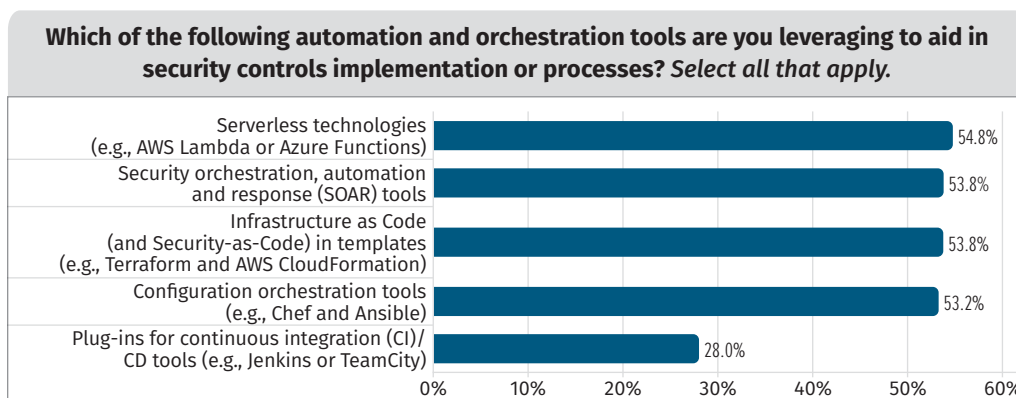 Which of the following automation and orchestration tools are you leveraging to aid in
security controls implementation or processes? Select all that apply.
Serverless technologies
(e.g., AWS Lambda or Azure Functions)
54.8%
Security orchestration, automation
and response (SOAR) tools
53.8%
Infrastructure as Code
(and Security-as-Code) in templates
(e.g., Terraform and AWS CloudFormation)
53.8%
Configuration orchestration tools
(e.g., Chef and Ansible)
53.2%
Plug-ins for continuous integration (CI)/
CD tools (e.g., Jenkins or TeamCity)
28.0%
0% 10% 20% 30% 40% 50% 60%